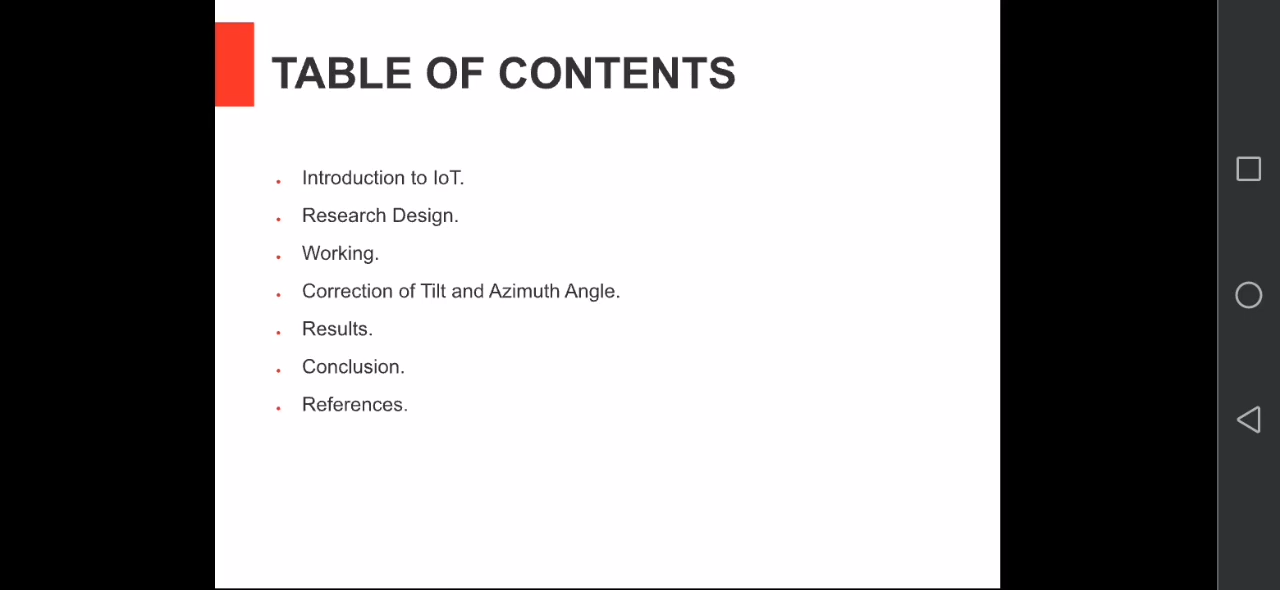 TABLE OF CONTENTS
Introduction to IoT.
Research Design.
Working.
Correction of Tilt and Azimuth Angle.
Results.
Conclusion.
References.